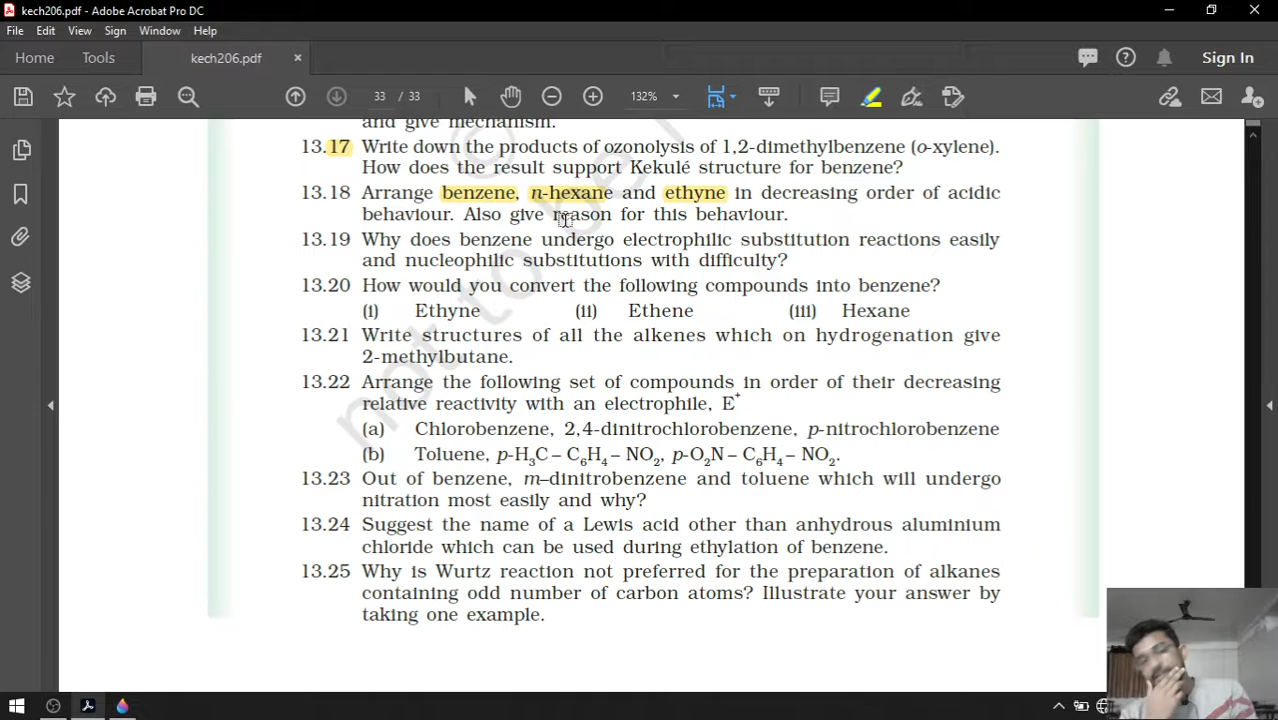 kech206.pdf - Adobe Acrobat Pro DC
File Edit View Sign Window Help
Home Tools kech206.pdf × Sign In
33 / 33 132%
and give mechanism.
13.17 Write down the products of ozonolysis of 1,2-dimethylbenzene (o-xylene).
How does the result support Kekulé structure for benzene?
13.18 Arrange benzene, n-hexane and ethyne in decreasing order of acidic
behaviour. Also give reason for this behaviour.
13.19 Why does benzene undergo electrophilic substitution reactions easily
and nucleophilic substitutions with difficulty?
13.20 How would you convert the following compounds into benzene?
(i) Ethyne (ii) Ethene (iii) Hexane
13.21 Write structures of all the alkenes which on hydrogenation give
2-methylbutane.
13.22 Arrange the following set of compounds in order of their decreasing
relative reactivity with an electrophile, E⁺
(a) Chlorobenzene, 2,4-dinitrochlorobenzene, p-nitrochlorobenzene
(b) Toluene, p-H₃C – C₆H₄ – NO₂, p-O₂N – C₆H₄ – NO₂.
13.23 Out of benzene, m–dinitrobenzene and toluene which will undergo
nitration most easily and why?
13.24 Suggest the name of a Lewis acid other than anhydrous aluminium
chloride which can be used during ethylation of benzene.
13.25 Why is Wurtz reaction not preferred for the preparation of alkanes
containing odd number of carbon atoms? Illustrate your answer by
taking one example.
©
not to be